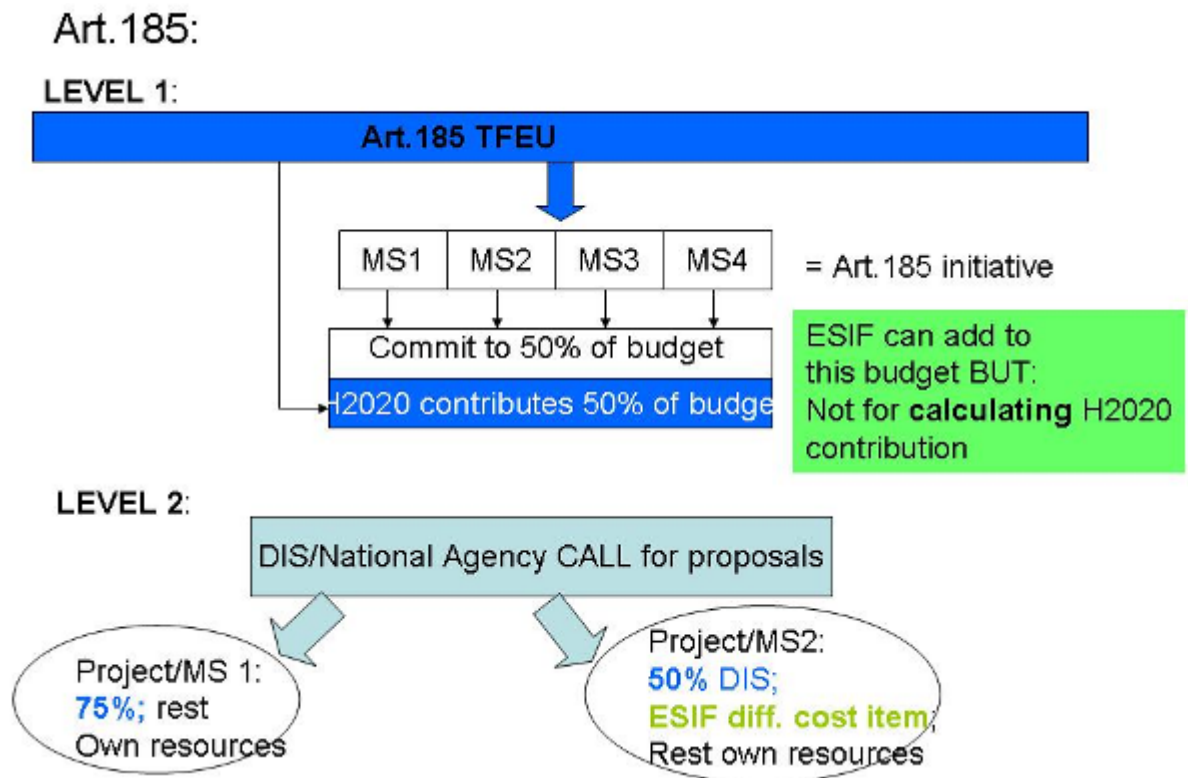 Art.185:
LEVEL 1:
Art.185 TFEU
MS1 MS2 MS3 MS4
= Art.185 initiative
Commit to 50% of budget
H2020 contributes 50% of budge
ESIF can add to
this budget BUT:
Not for calculating H2020
contribution
LEVEL 2:
DIS/National Agency CALL for proposals
Project/MS 1:
75%; rest
Own resources
Project/MS2:
50% DIS;
ESIF diff. cost item;
Rest own resources